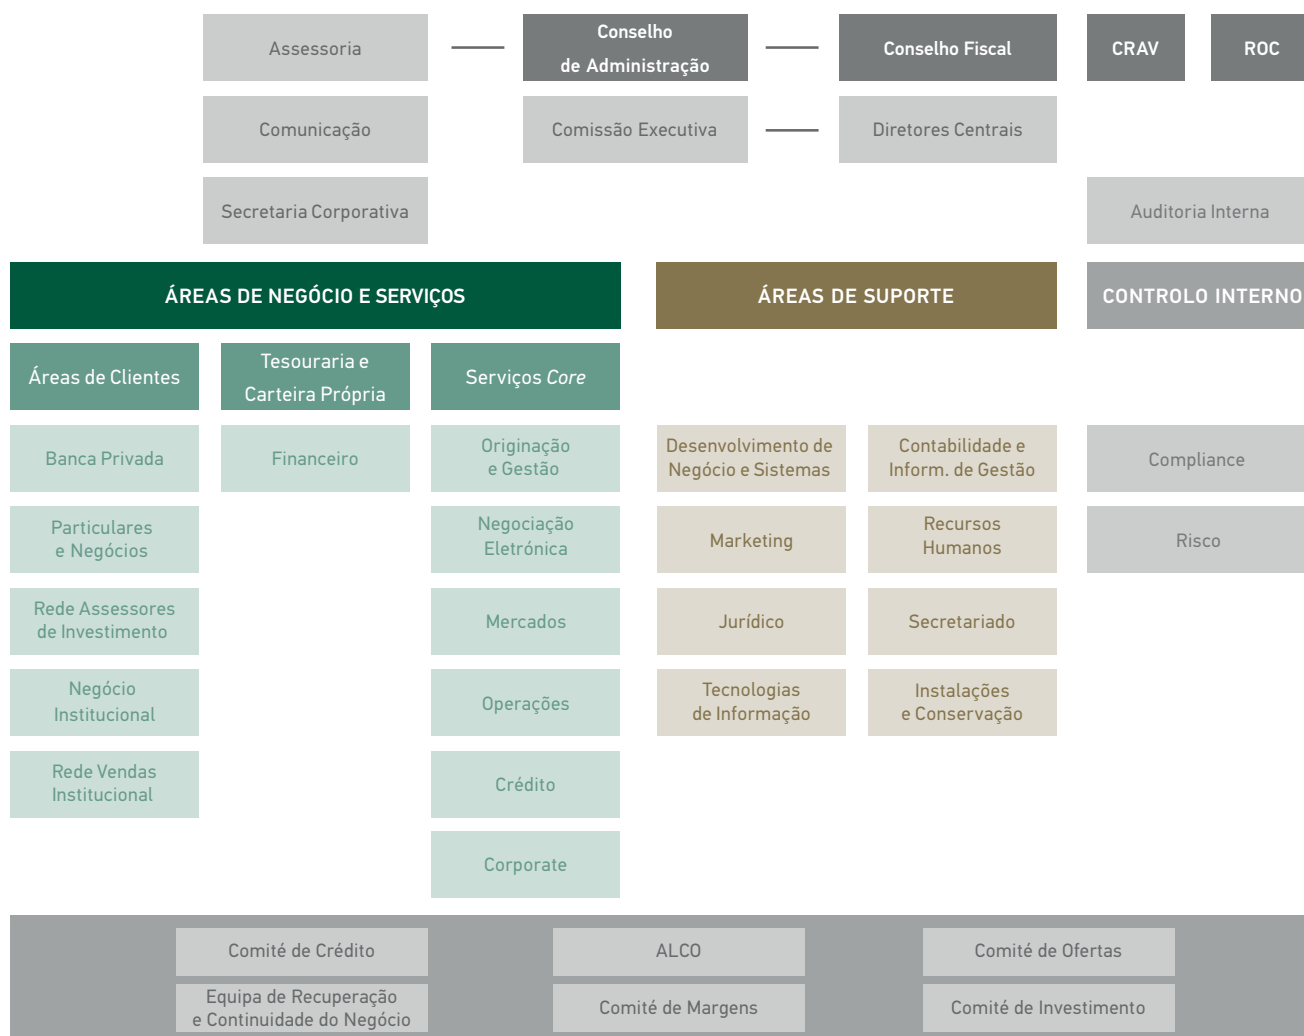 Assessoria
Conselho
de Administração
Conselho Fiscal
CRAV
ROC
Comunicação
Comissão Executiva
Diretores Centrais
Secretaria Corporativa
Auditoria Interna
ÁREAS DE NEGÓCIO E SERVIÇOS
ÁREAS DE SUPORTE
CONTROLO INTERNO
Áreas de Clientes
Tesouraria e
Carteira Própria
Serviços Core
Banca Privada
Financeiro
Originação
e Gestão
Desenvolvimento de
Negócio e Sistemas
Contabilidade e
Inform. de Gestão
Compliance
Particulares
e Negócios
Negociação
Eletrónica
Marketing
Recursos
Humanos
Risco
Rede Assessores
de Investimento
Mercados
Jurídico
Secretariado
Negócio
Institucional
Operações
Tecnologias
de Informação
Instalações
e Conservação
Rede Vendas
Institucional
Crédito
Corporate
Comité de Crédito
ALCO
Comité de Ofertas
Equipa de Recuperação
e Continuidade do Negócio
Comité de Margens
Comité de Investimento